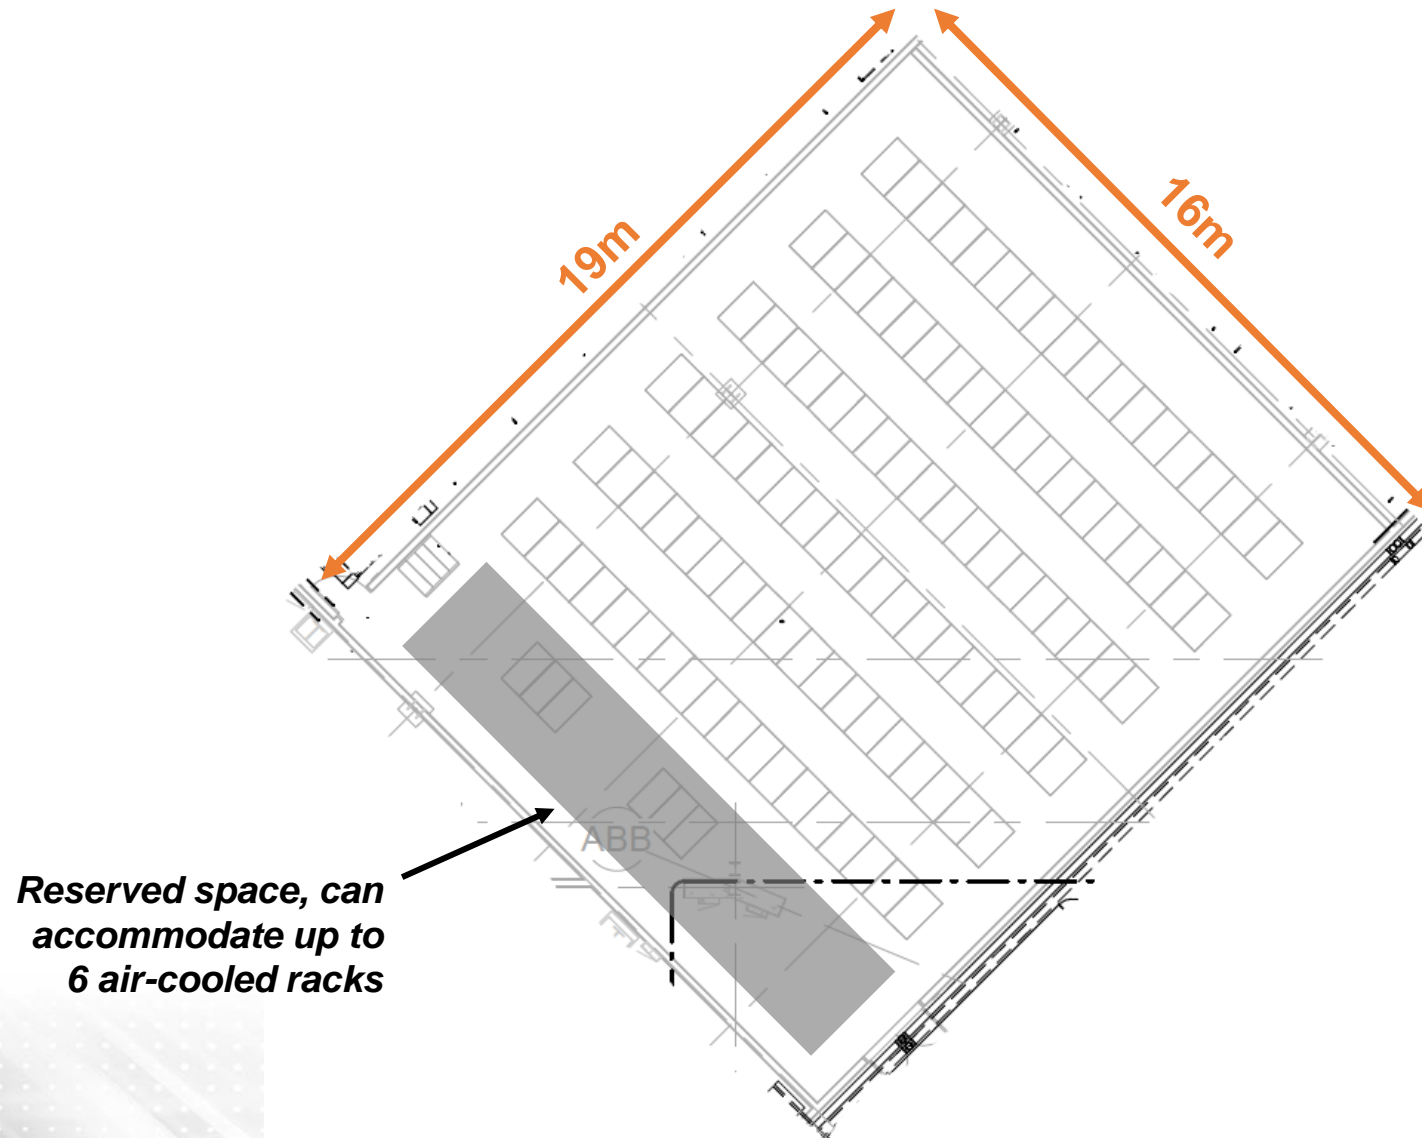 19m
16m
ABB
Reserved space, can
accommodate up to
6 air-cooled racks